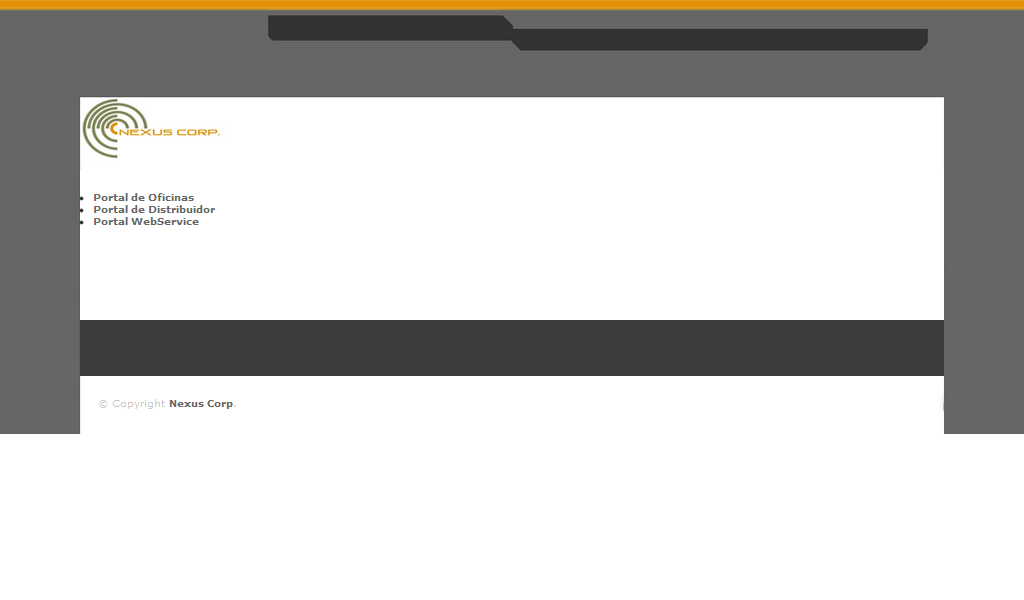 NEXUS CORP.
Portal de Oficinas
Portal de Distribuidor
Portal WebService
© Copyright Nexus Corp.